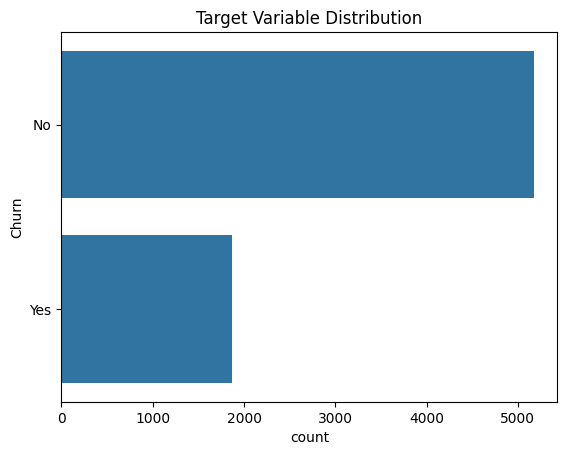 Target Variable Distribution
No
Churn
Yes
0 1000 2000 3000 4000 5000
count